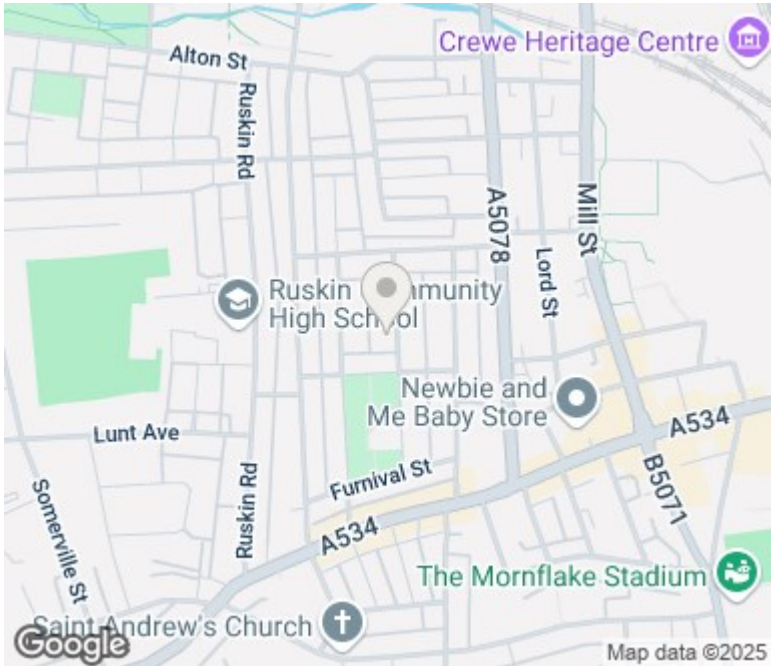 Alton St
Crewe Heritage Centre
Ruskin Rd
A5078
Mill St
Lord St
Ruskin Community
High School
Newbie and
Me Baby Store
Lunt Ave
A534
Furnival St
B5071
Somerville St
Ruskin Rd
A534
The Mornflake Stadium
Saint Andrew's Church
Google
Map data ©2025